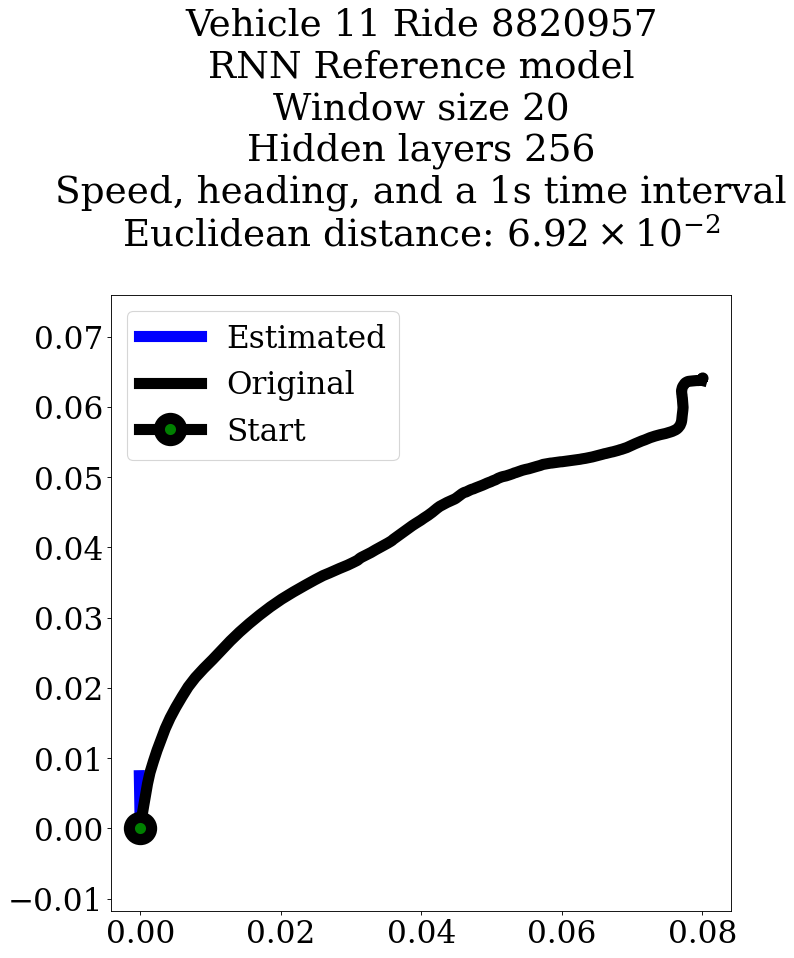 Vehicle 11 Ride 8820957
RNN Reference model
Window size 20
Hidden layers 256
Speed, heading, and a 1s time interval
Euclidean distance: 6.92 × 10⁻²
Estimated
Original
Start
0.07
0.06
0.05
0.04
0.03
0.02
0.01
0.00
−0.01
0.00 0.02 0.04 0.06 0.08